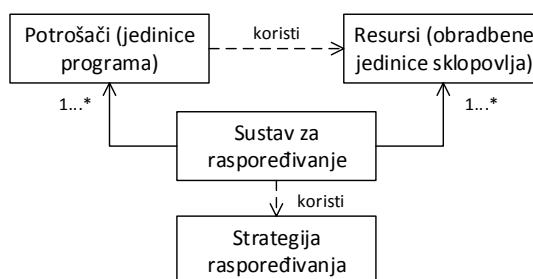 Potrošači (jedinice
programa)
koristi
Resursi (obradbene
jedinice sklopovlja)
1...*
1...*
Sustav za
raspoređivanje
koristi
Strategija
raspoređivanja